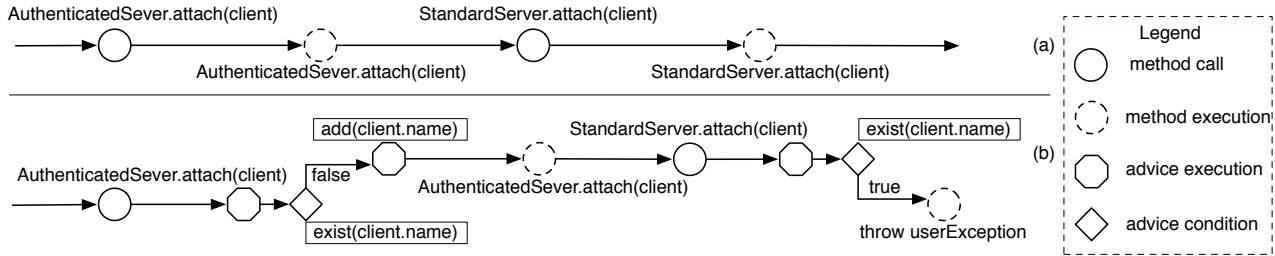 AuthenticatedSever.attach(client)
StandardServer.attach(client)
AuthenticatedSever.attach(client)
StandardServer.attach(client)
(a)
add(client.name)
StandardServer.attach(client)
exist(client.name)
AuthenticatedSever.attach(client)
false
AuthenticatedSever.attach(client)
true
exist(client.name)
throw userException
(b)
Legend
method call
method execution
advice execution
advice condition